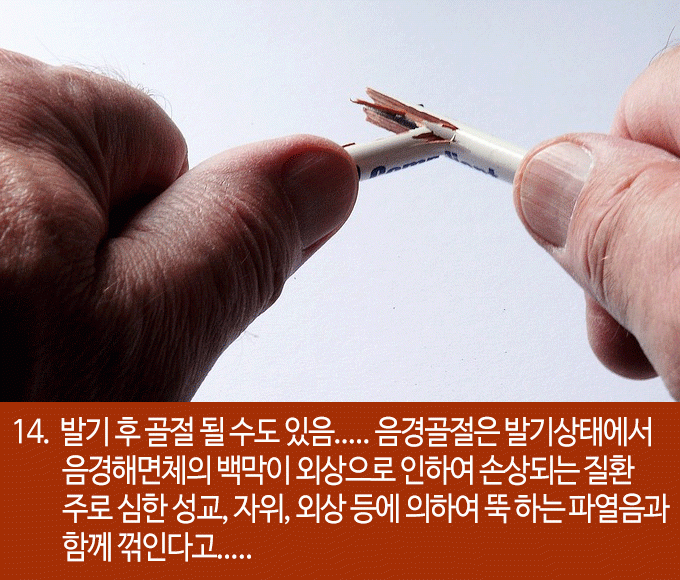 14. 발기 후 골절 될 수도 있음..... 음경골절은 발기상태에서
음경해면체의 백막이 외상으로 인하여 손상되는 질환
주로 심한 성교, 자위, 외상 등에 의하여 뚝 하는 파열음과
함께 꺾인다고.....